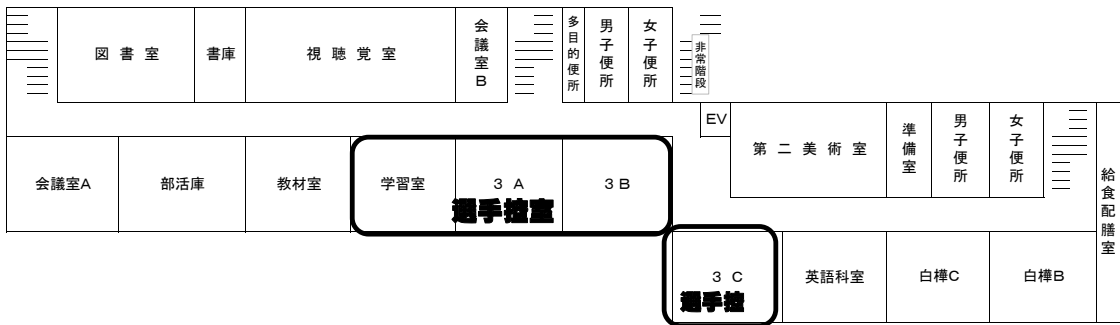 図書室
書庫
視聴覚室
会議室B
多目的便所
男子便所
女子便所
非常階段
EV
第二美術室
準備室
男子便所
女子便所
給食配膳室
会議室A
部活庫
教材室
学習室
3 A
3 B
選手控室
3 C
選手控
英語科室
白樺C
白樺B